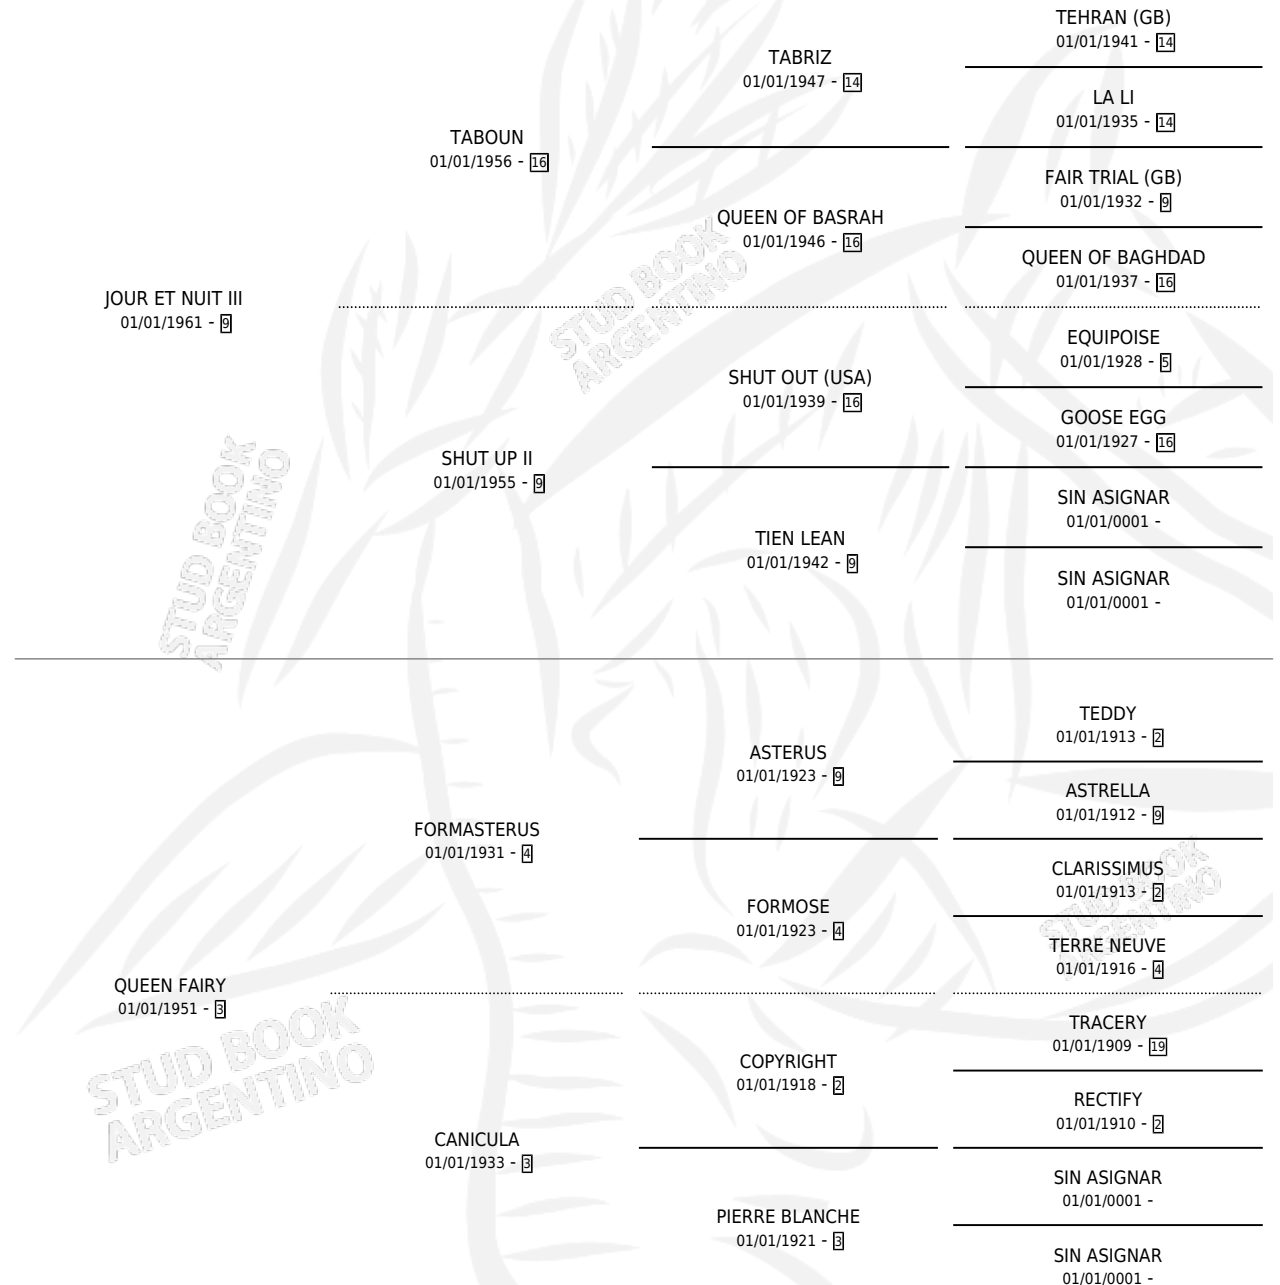 TEHRAN (GB)
01/01/1941 - 14
TABRIZ
01/01/1947 - 14
LA LI
01/01/1935 - 14
TABOUN
01/01/1956 - 16
FAIR TRIAL (GB)
01/01/1932 - 9
QUEEN OF BASRAH
01/01/1946 - 16
QUEEN OF BAGHDAD
01/01/1937 - 16
JOUR ET NUIT III
01/01/1961 - 9
STUD BOOK
ARGENTINO
EQUIPOISE
01/01/1928 - 5
SHUT OUT (USA)
01/01/1939 - 16
GOOSE EGG
01/01/1927 - 16
SHUT UP II
01/01/1955 - 9
SIN ASIGNAR
01/01/0001 -
TIEN LEAN
01/01/1942 - 9
SIN ASIGNAR
01/01/0001 -
STUD BOOK
ARGENTINO
TEDDY
01/01/1913 - 2
ASTERUS
01/01/1923 - 9
ASTRELLA
01/01/1912 - 9
FORMASTERUS
01/01/1931 - 4
CLARISSIMUS
01/01/1913 - 2
STUD BOOK
ARGENTINO
FORMOSE
01/01/1923 - 4
TERRE NEUVE
01/01/1916 - 4
QUEEN FAIRY
01/01/1951 - 3
STUD BOOK
ARGENTINO
TRACERY
01/01/1909 - 19
COPYRIGHT
01/01/1918 - 2
RECTIFY
01/01/1910 - 2
CANICULA
01/01/1933 - 3
SIN ASIGNAR
01/01/0001 -
PIERRE BLANCHE
01/01/1921 - 3
SIN ASIGNAR
01/01/0001 -